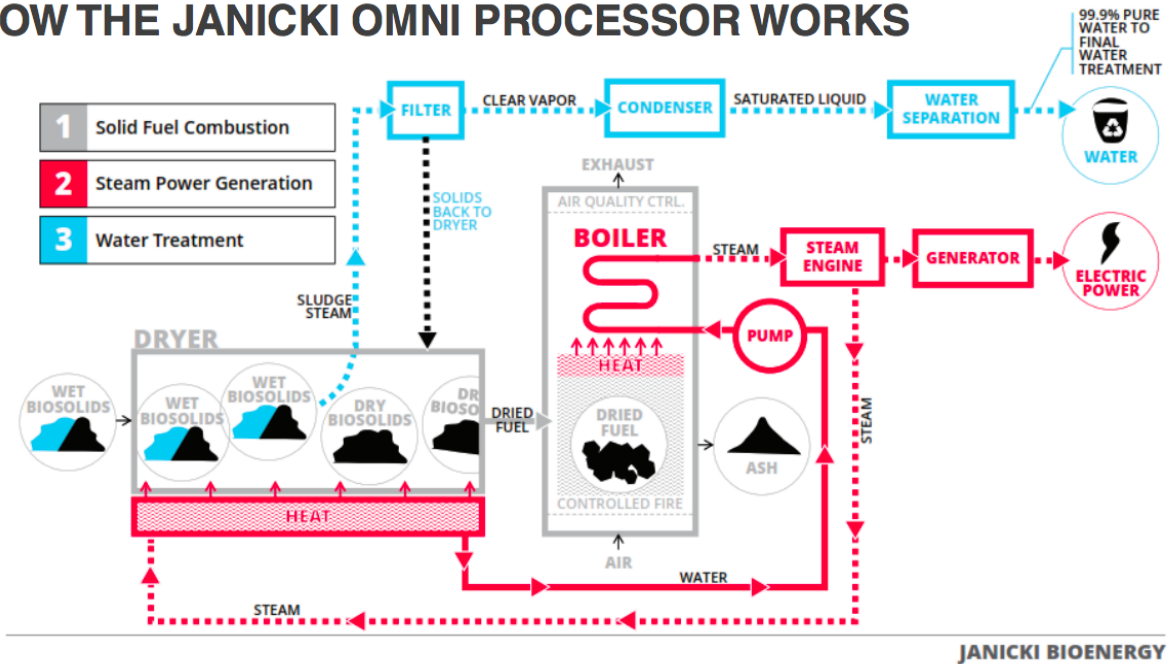 OW THE JANICKI OMNI PROCESSOR WORKS
99.9% PURE
WATER TO
FINAL
WATER
TREATMENT
1 Solid Fuel Combustion
2 Steam Power Generation
3 Water Treatment
FILTER
CLEAR VAPOR
CONDENSER
SATURATED LIQUID
WATER
SEPARATION
WATER
SOLIDS
BACK TO
DRYER
EXHAUST
AIR QUALITY CTRL.
BOILER
STEAM
STEAM
ENGINE
GENERATOR
ELECTRIC
POWER
SLUDGE
STEAM
PUMP
HEAT
DRYER
WET
BIOSOLIDS
WET
BIOSOLIDS
WET
BIOSOLIDS
DRY
BIOSOLIDS
DR
BIOSO
DRIED
FUEL
DRIED
FUEL
ASH
STEAM
CONTROLLED FIRE
HEAT
AIR
WATER
STEAM
JANICKI BIOENERGY